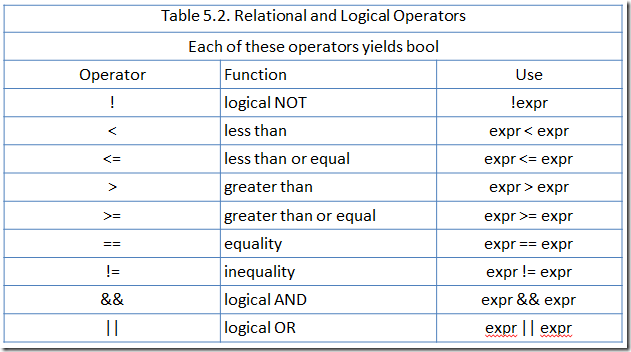 Table 5.2. Relational and Logical Operators
Each of these operators yields bool
Operator Function Use
! logical NOT !expr
< less than expr < expr
<= less than or equal expr <= expr
> greater than expr > expr
>= greater than or equal expr >= expr
== equality expr == expr
!= inequality expr != expr
&& logical AND expr && expr
|| logical OR expr || expr